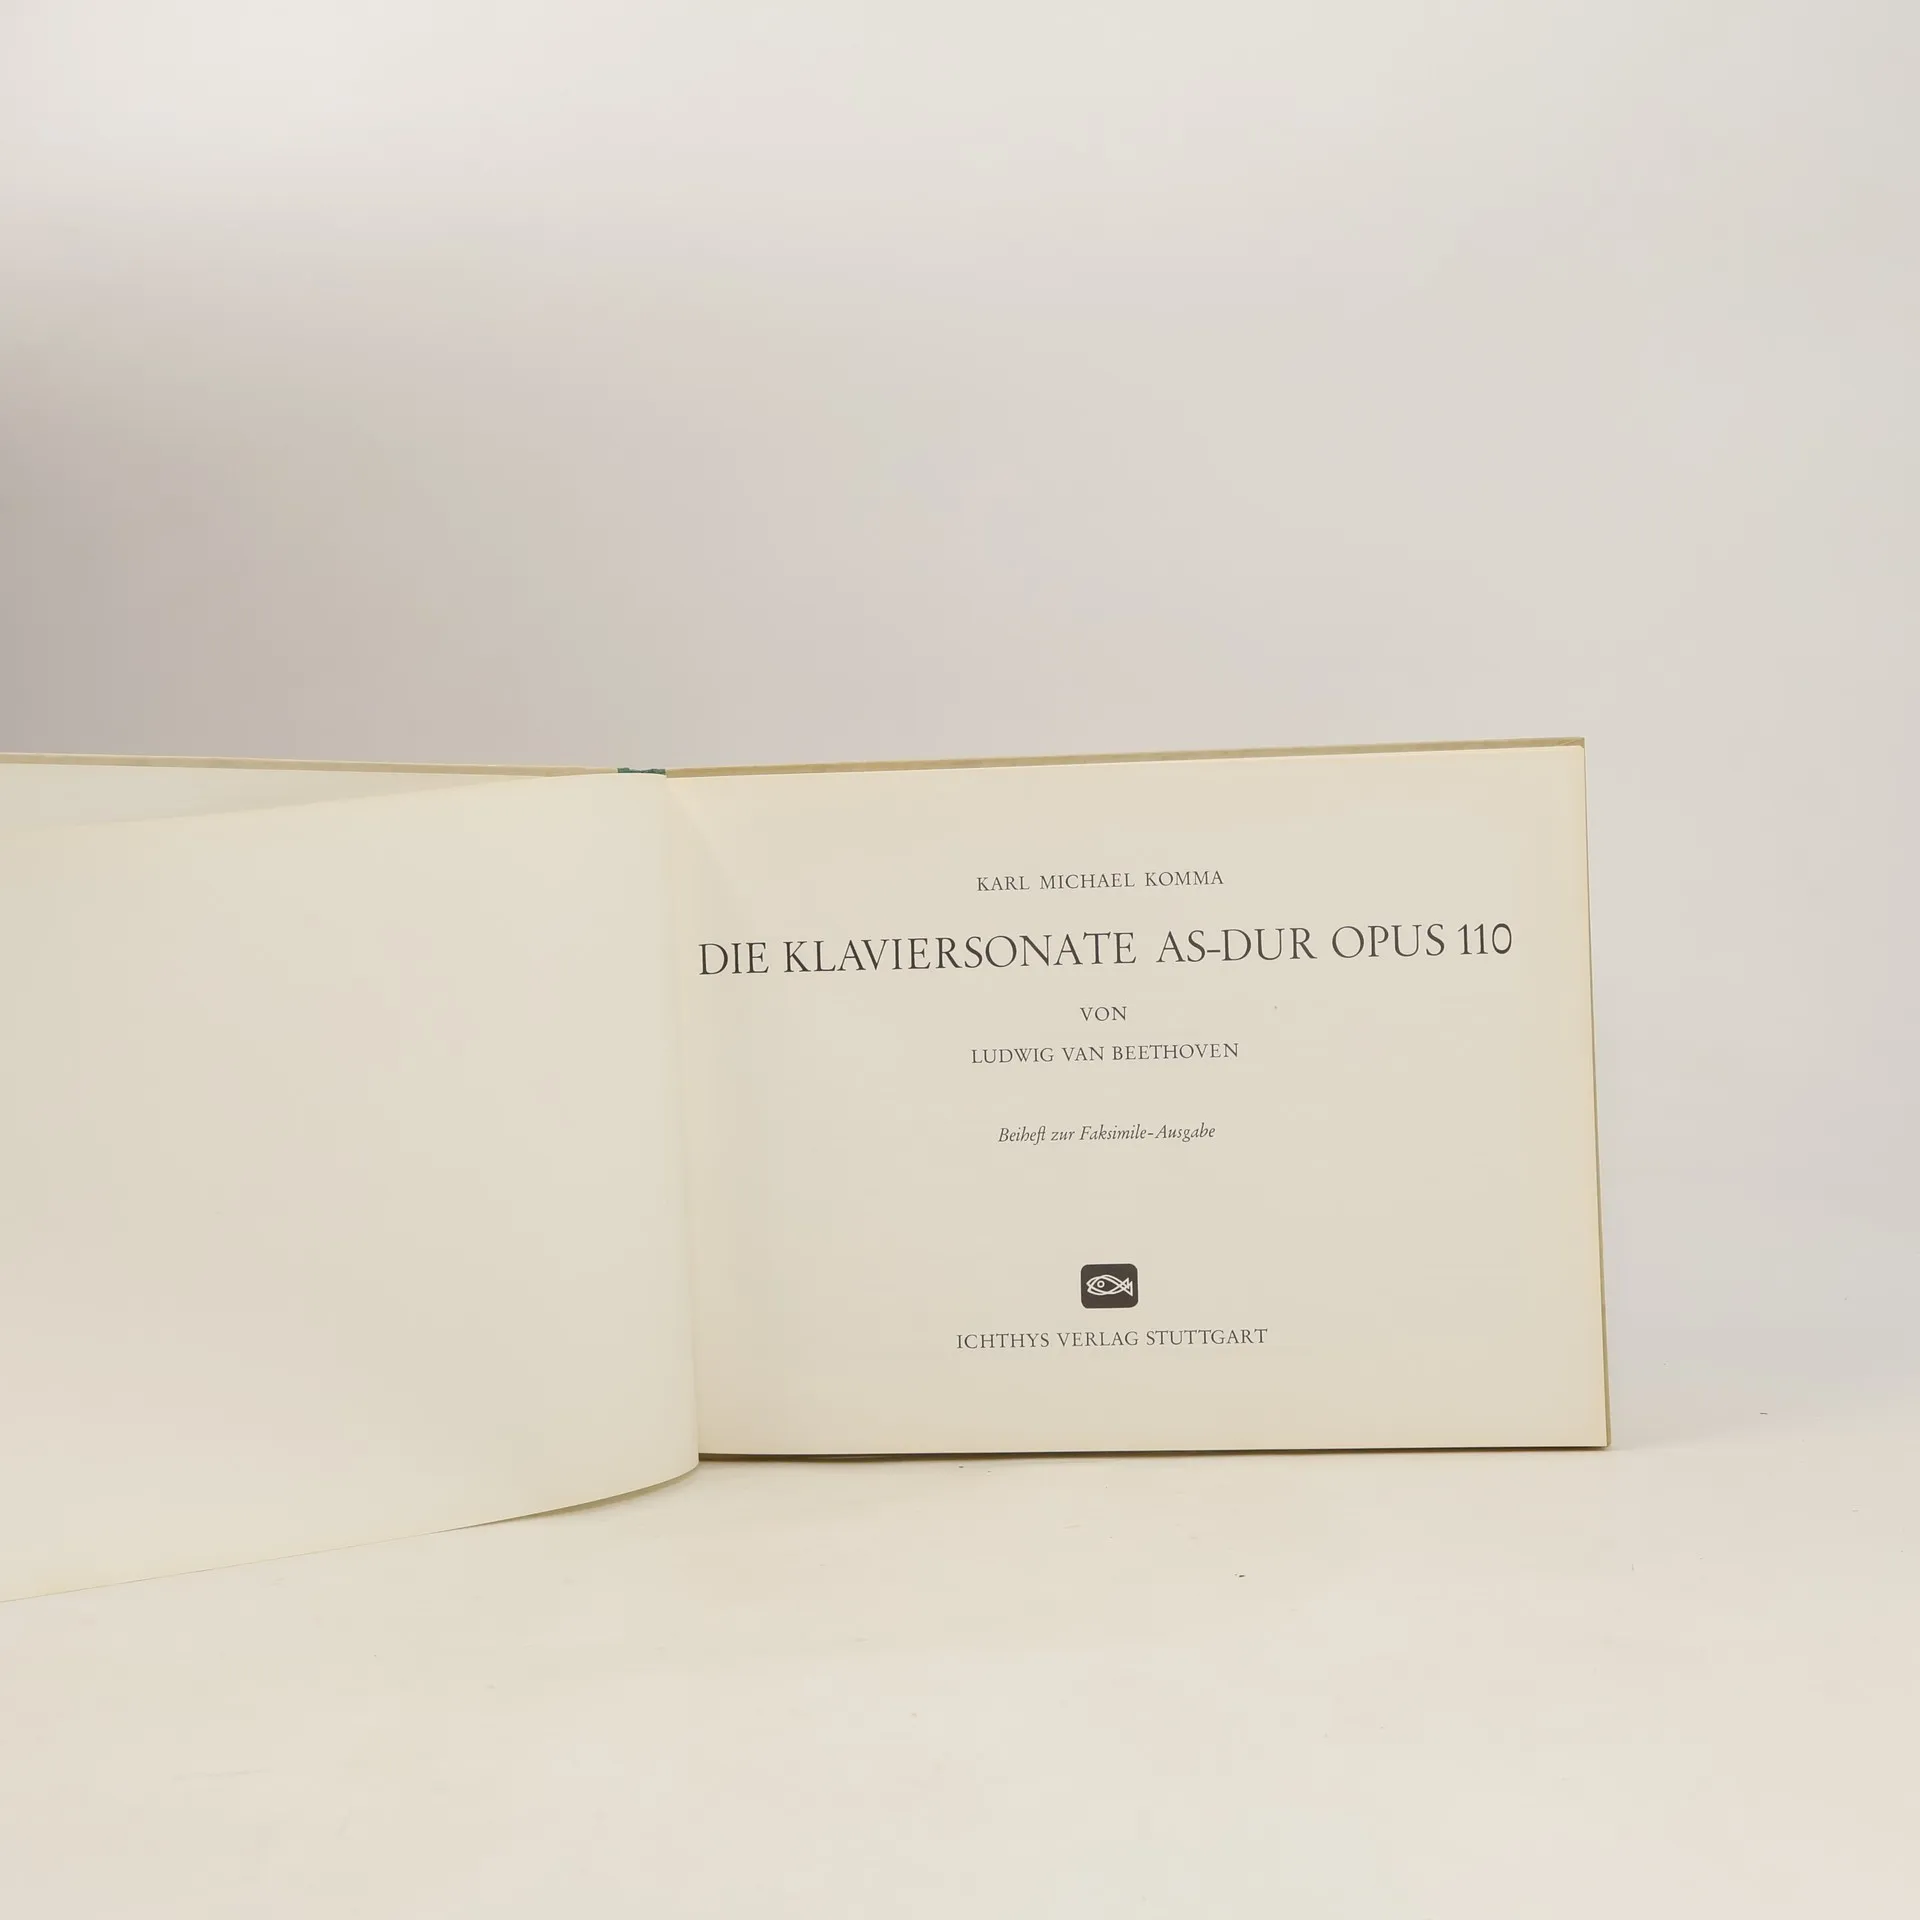 KARL MICHAEL KOMMA
DIE KLAVIERSONATE AS-DUR OPUS 110
VON
LUDWIG VAN BEETHOVEN
Beiheft zur Faksimile-Ausgabe
ICHTHYS VERLAG STUTTGART